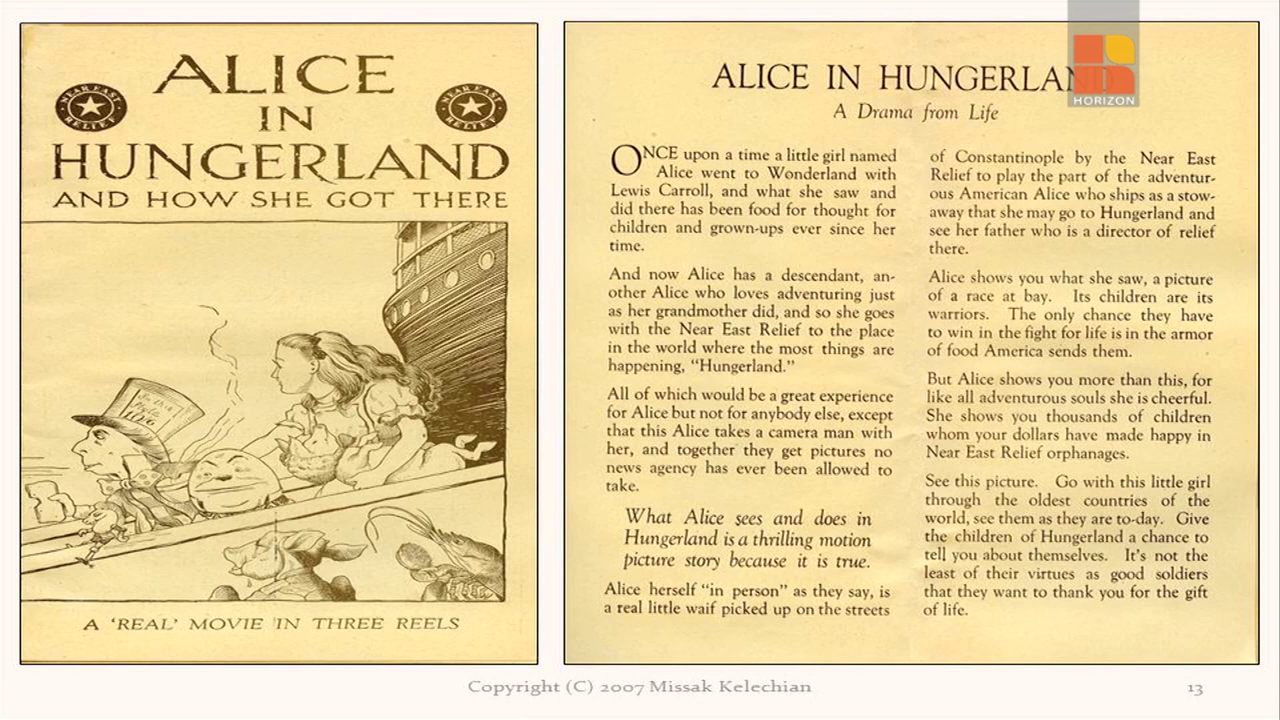 ALICE
IN
HUNGERLAND
AND HOW SHE GOT THERE
NEAR EAST
RELIEF
NEAR EAST
RELIEF
10/6
A 'REAL' MOVIE IN THREE REELS
HORIZON
ALICE IN HUNGERLAND
A Drama from Life
ONCE upon a time a little girl named
Alice went to Wonderland with
Lewis Carroll, and what she saw and
did there has been food for thought for
children and grown-ups ever since her
time.
And now Alice has a descendant, an-
other Alice who loves adventuring just
as her grandmother did, and so she goes
with the Near East Relief to the place
in the world where the most things are
happening, "Hungerland."
All of which would be a great experience
for Alice but not for anybody else, except
that this Alice takes a camera man with
her, and together they get pictures no
news agency has ever been allowed to
take.
What Alice sees and does in
Hungerland is a thrilling motion
picture story because it is true.
Alice herself "in person" as they say, is
a real little waif picked up on the streets
of Constantinople by the Near East
Relief to play the part of the adventur-
ous American Alice who ships as a stow-
away that she may go to Hungerland and
see her father who is a director of relief
there.
Alice shows you what she saw, a picture
of a race at bay. Its children are its
warriors. The only chance they have
to win in the fight for life is in the armor
of food America sends them.
But Alice shows you more than this, for
like all adventurous souls she is cheerful.
She shows you thousands of children
whom your dollars have made happy in
Near East Relief orphanages.
See this picture. Go with this little girl
through the oldest countries of the
world, see them as they are to-day. Give
the children of Hungerland a chance to
tell you about themselves. It's not the
least of their virtues as good soldiers
that they want to thank you for the gift
of life.
Copyright (C) 2007 Missak Kelechian
13